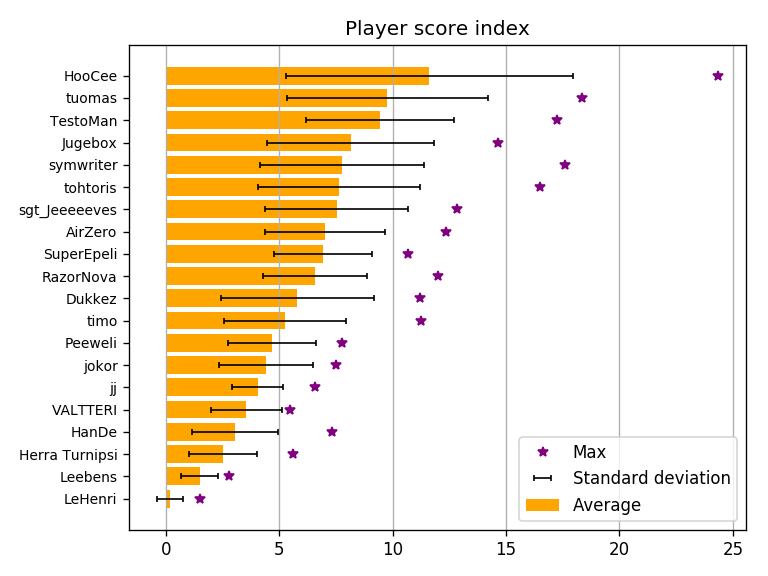 Player score index
HooCee
tuomas
TestoMan
Jugebox
symwriter
tohtoris
sgt_Jeeeeeves
AirZero
SuperEpeli
RazorNova
Dukkez
timo
Peeweli
jokor
jj
VALTTERI
HanDe
Herra Turnipsi
Leebens
LeHenri
Max
Standard deviation
Average
0 5 10 15 20 25